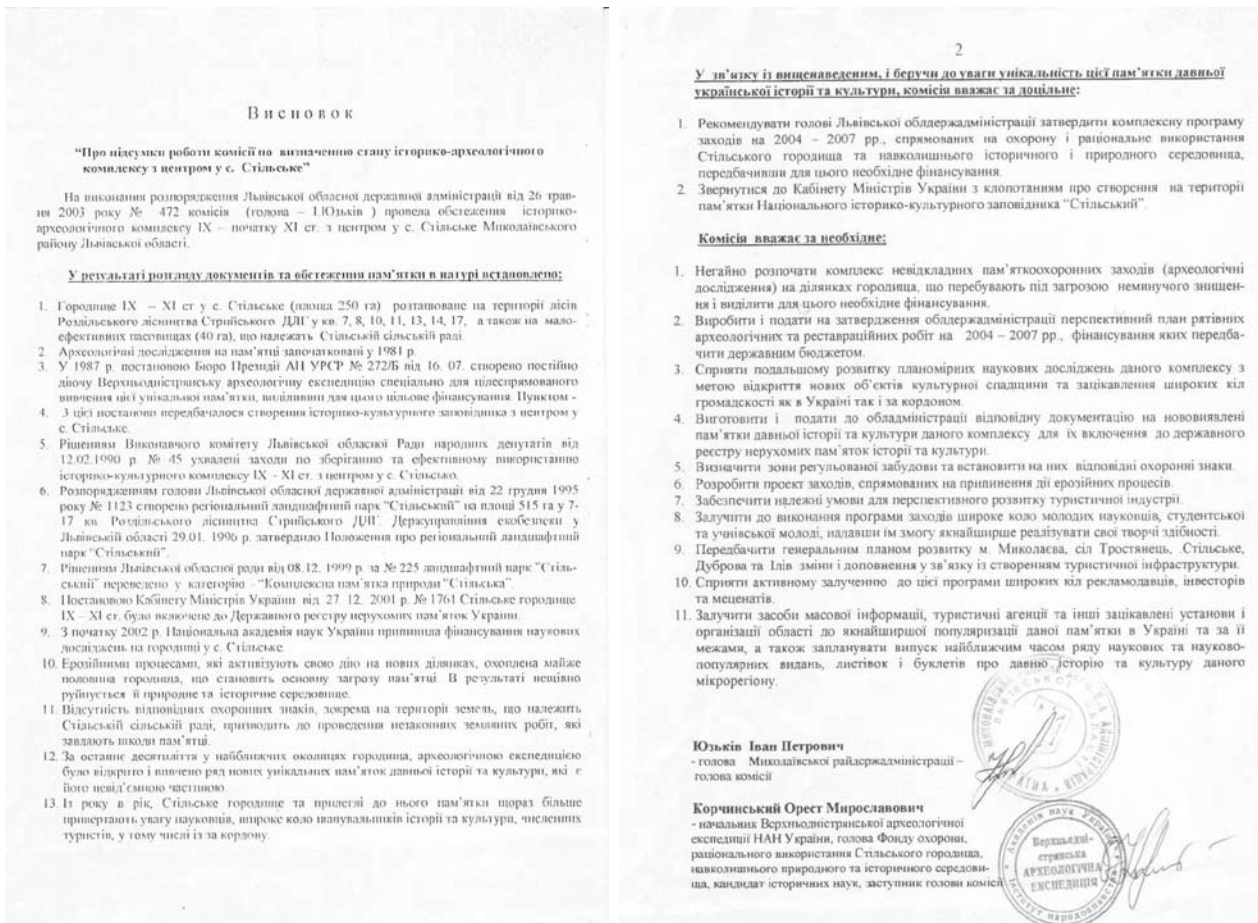 Висновок
“Про підсумки роботи комісії по визначенню стану історико-археологічного
комплексу з центром у с. Стільське”
На виконання розпорядження Львівської обласної державної адміністрації від 26 трав-
ня 2003 року № 472 комісія (голова – І.Юзьків ) провела обстеження історико-
археологічного комплексу IX – початку XI ст. з центром у с. Стільське Миколаївського
району Львівської області.
У результаті розгляду документів та обстеження пам’ятки в натурі встановлено:
1. Городище IX – XI ст у с. Стільське (площа 250 га) розташоване на території лісів
Роздільського лісництва Стрийського ДЛГ у кв. 7, 8, 10, 11, 13, 14, 17, а також на мало-
ефективних пасовищах (40 га), що належать Стільській сільській раді.
2 Археологічні дослідження на пам’ятці започатковані у 1981 р.
3. У 1987 р. постановою Бюро Президії АН УРСР № 272/Б від 16. 07. створено постійно
діючу Верхньодністрянську археологічну експедицію спеціально для цілеспрямованого
вивчення цієї унікальної пам’ятки, виділивши для цього цільове фінансування. Пунктом -
4. 3 цієї постанови передбачалося створення історико-культурного заповідника з центром у
с. Стільське.
5. Рішенням Виконавчого комітету Львівської обласної Ради народних депутатів від
12.02.1990 р. № 45 ухвалені заходи по зберіганню та ефективному використанню
історико-культурного комплексу IX - XI ст. з центром у с. Стільсько.
6. Розпорядженням голови Львівської обласної державної адміністрації від 22 грудня 1995
року № 1123 створено регіональний ландшафтний парк “Стільський” на площі 515 га у 7-
17 кв. Роздільського лісництва Стрийського ДЛГ. Держуправління екобезпеки у
Львівській області 29.01. 1996 р. затвердило Положення про регіональний ландшафтний
парк “Стільський”.
7. Рішенням Львівської обласної ради від 08.12. 1999 р. за № 225 ландшафтний парк “Стіль-
ський” переведено у категорію - “Комплексна пам’ятка природи “Стільська”.
8. Постановою Кабінету Міністрів України від 27. 12. 2001 р. № 1761 Стільське городище
IX – XI ст. було включено до Державного реєстру нерухомих пам’яток України.
9. З початку 2002 р. Національна академія наук України припинила фінансування наукових
досліджень на городищі у с. Стільське.
10. Ерозійними процесами, які активізують свою дію на нових ділянках, охоплена майже
половина городища, що становить основну загрозу пам’ятці. В результаті нещівно
руйнується її природне та історичне середовище.
11. Відсутність відповідних охоронних знаків, зокрема на території земель, що належить
Стільській сільській раді, призводить до проведення незаконних земляних робіт, які
завдають шкоди пам’ятці.
12. За останнє десятиліття у найближчих околицях городища, археологічною експедицією
було відкрито і вивчено ряд нових унікальних пам’яток давньої історії та культури, які є
його невід’ємною частиною.
13. Із року в рік, Стільське городище та прилеглі до нього пам’ятки щораз більше
привертають увагу науковців, широке коло шанувальників історії та культури, численних
туристів, у тому числі із за кордону.
2
У зв’язку із вищенаведеним, і беручи до уваги унікальність цієї пам’ятки давньої
української історії та культури, комісія вважає за доцільне:
1. Рекомендувати голові Львівської облдержадміністрації затвердити комплексну програму
заходів на 2004 – 2007 рр., спрямованих на охорону і раціональне використання
Стільського городища та навколишнього історичного і природного середовища,
передбачивши для цього необхідне фінансування.
2. Звернутися до Кабінету Міністрів України з клопотанням про створення на території
пам’ятки Національного історико-культурного заповідника “Стільський”.
Комісія вважає за необхідне:
1. Негайно розпочати комплекс невідкладних пам’яткоохоронних заходів (археологічні
дослідження) на ділянках городища, що перебувають під загрозою неминучого знищен-
ня і виділити для цього необхідне фінансування.
2. Виробити і подати на затвердження облдержадміністрації перспективний план рятівних
археологічних та реставраційних робіт на 2004 – 2007 рр., фінансування яких передба-
чити державним бюджетом.
3. Сприяти подальшому розвитку планомірних наукових досліджень даного комплексу з
метою відкриття нових об’єктів культурної спадщини та зацікавлення широких кіл
громадскості як в Україні так і за кордоном.
4. Виготовити і подати до обладміністрації відповідну документацію на нововиявлені
пам’ятки давньої історії та культури даного комплексу для їх включення до державного
реєстру нерухомих пам’яток історії та культури.
5. Визначити зони регульованої забудови та встановити на них відповідні охоронні знаки.
6. Розробити проект заходів, спрямованих на припинення дії ерозійних процесів.
7. Забезпечити належні умови для перспективного розвитку туристичної індустрії.
8. Залучити до виконання програми заходів широке коло молодих науковців, студентської
та учнівської молоді, надавши їм змогу якнайширше реалізувати свої творчі здібності.
9. Передбачити генеральним планом розвитку м. Миколаєва, сіл Тростянець, .Стільське,
Дуброва та Ілів зміни і доповнення у зв’язку із створенням туристичної інфраструктури.
10. Сприяти активному залученню до цієї програми широких кіл рекламодавців, інвесторів
та меценатів.
11. Залучити засоби масової інформації, туристичні агенції та інші зацікавлені установи і
організації області до якнайширшої популяризації даної пам’ятки в Україні та за її
межами, а також запланувати випуск найближчим часом ряду наукових та науково-
популярних видань, листівок і буклетів про давню історію та культуру даного
мікрорегіону.
Юзьків Іван Петрович
- голова Миколаївської райдержадміністрації –
голова комісії
Корчинський Орест Мирославович
- начальник Верхньодністрянської археологічної
експедиції НАН України, голова Фонду охорони,
раціонального використання Стільського городища,
навколишнього природного та історичного середови-
ща, кандидат історичних наук, заступник голови комісії
Академія наук України
Інститут народознавства
Верхньодні-
стрянська
АРХЕОЛОГІЧНА
ЕКСПЕДИЦІЯ